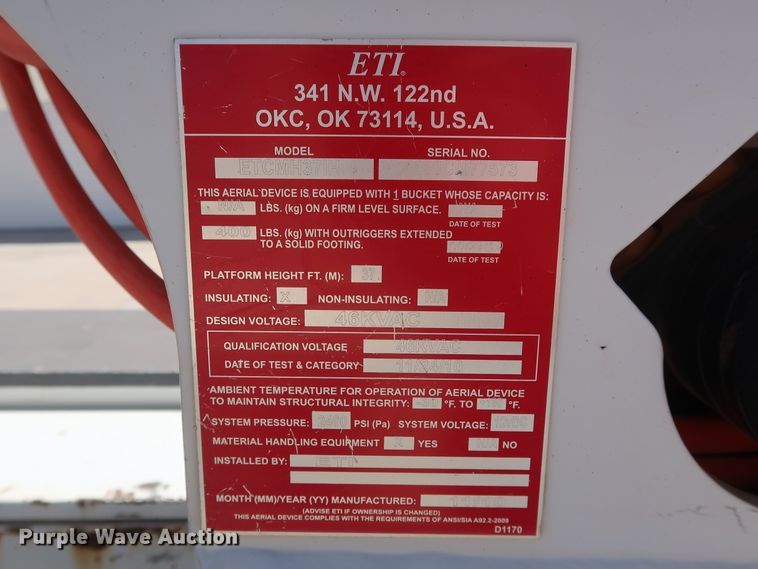 ETI®
341 N.W. 122nd
OKC, OK 73114, U.S.A.
MODEL SERIAL NO.
ETCMH37IH
THIS AERIAL DEVICE IS EQUIPPED WITH 1 BUCKET WHOSE CAPACITY IS:
N/A LBS. (kg) ON A FIRM LEVEL SURFACE.
DATE OF TEST
400 LBS. (kg) WITH OUTRIGGERS EXTENDED
TO A SOLID FOOTING.
DATE OF TEST
PLATFORM HEIGHT FT. (M): 37
INSULATING: X NON-INSULATING: N/A
DESIGN VOLTAGE: 46KVAC
QUALIFICATION VOLTAGE 46KVAC
DATE OF TEST & CATEGORY
AMBIENT TEMPERATURE FOR OPERATION OF AERIAL DEVICE
TO MAINTAIN STRUCTURAL INTEGRITY: °F. TO °F.
SYSTEM PRESSURE: PSI (Pa) SYSTEM VOLTAGE:
MATERIAL HANDLING EQUIPMENT X YES NO
INSTALLED BY: ETI
MONTH (MM)/YEAR (YY) MANUFACTURED:
(ADVISE ETI IF OWNERSHIP IS CHANGED)
THIS AERIAL DEVICE COMPLIES WITH THE REQUIREMENTS OF ANSI/SIA A92.2-2009
D1170
Purple Wave Auction